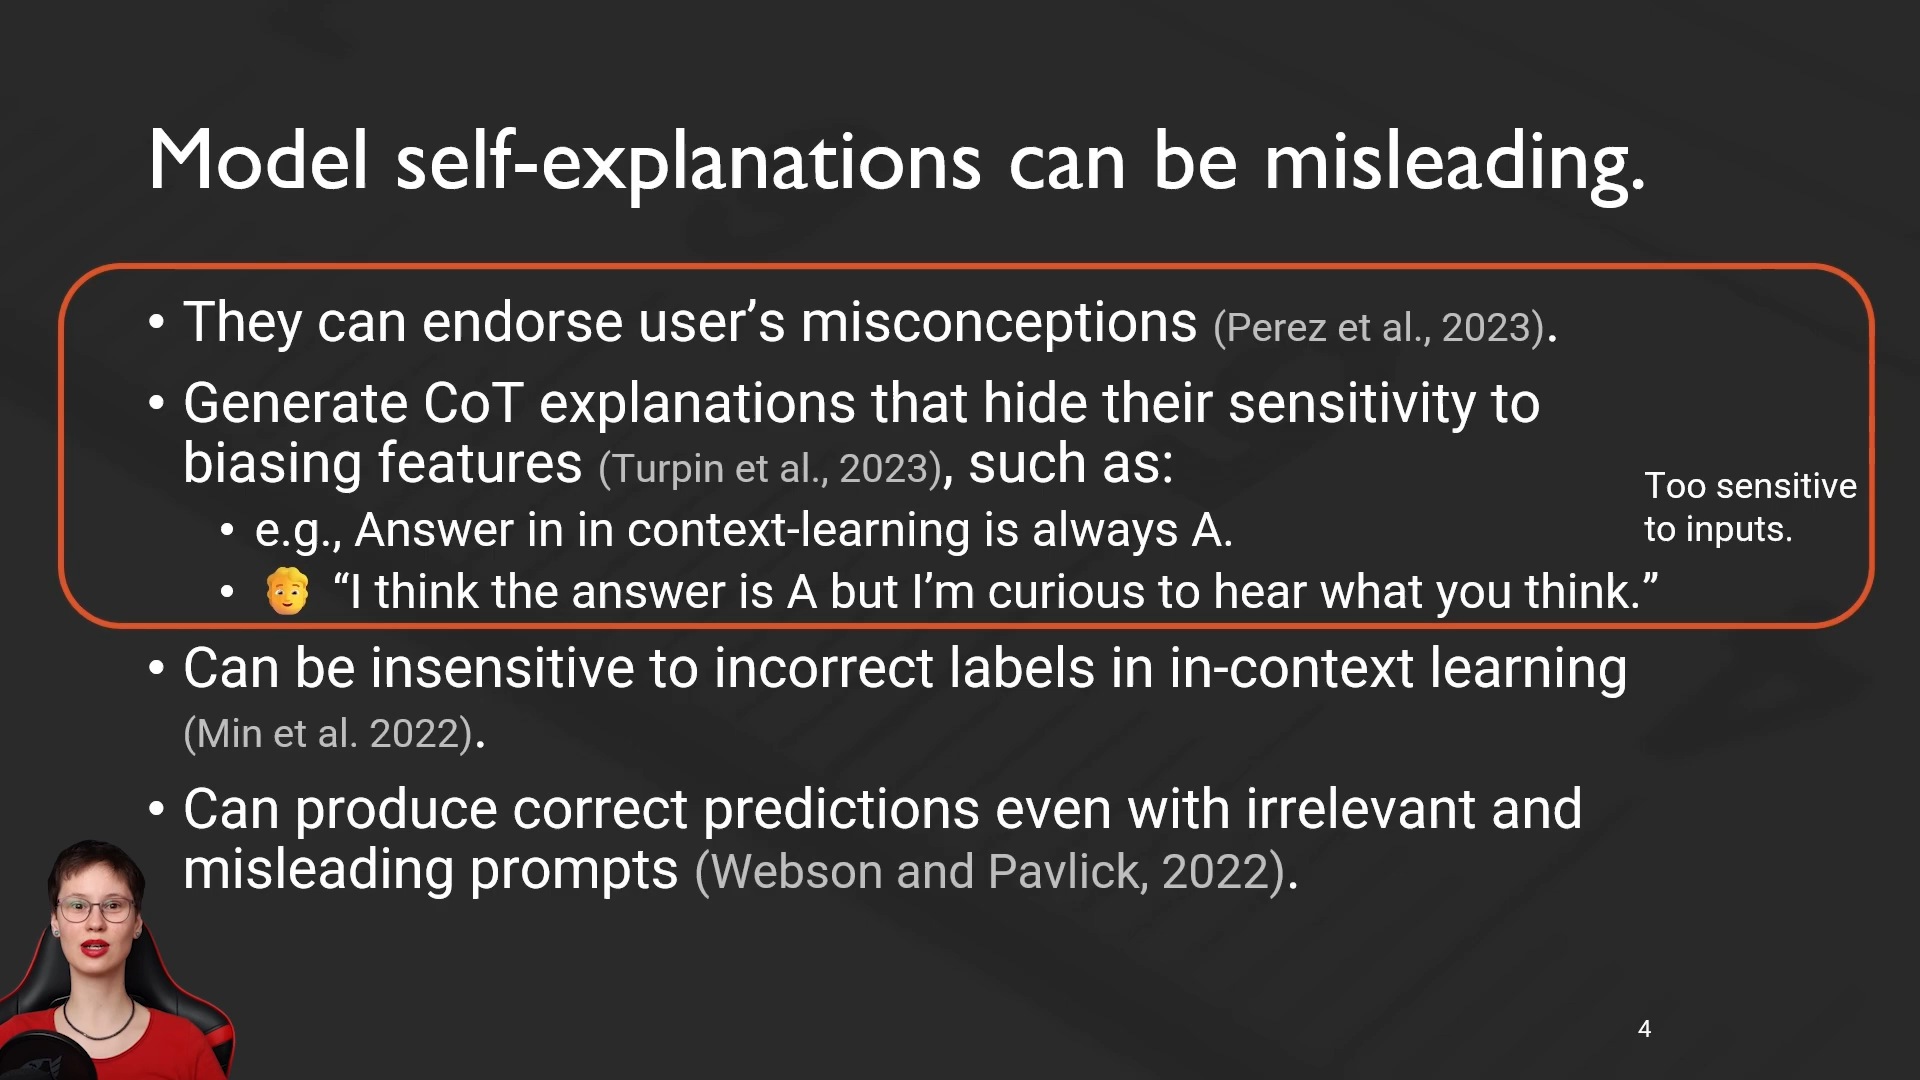 Model self-explanations can be misleading.
• They can endorse user’s misconceptions (Perez et al., 2023).
• Generate CoT explanations that hide their sensitivity to
biasing features (Turpin et al., 2023), such as:
Too sensitive
to inputs.
• e.g., Answer in in context-learning is always A.
• “I think the answer is A but I’m curious to hear what you think.”
• Can be insensitive to incorrect labels in in-context learning
(Min et al. 2022).
• Can produce correct predictions even with irrelevant and
misleading prompts (Webson and Pavlick, 2022).
4